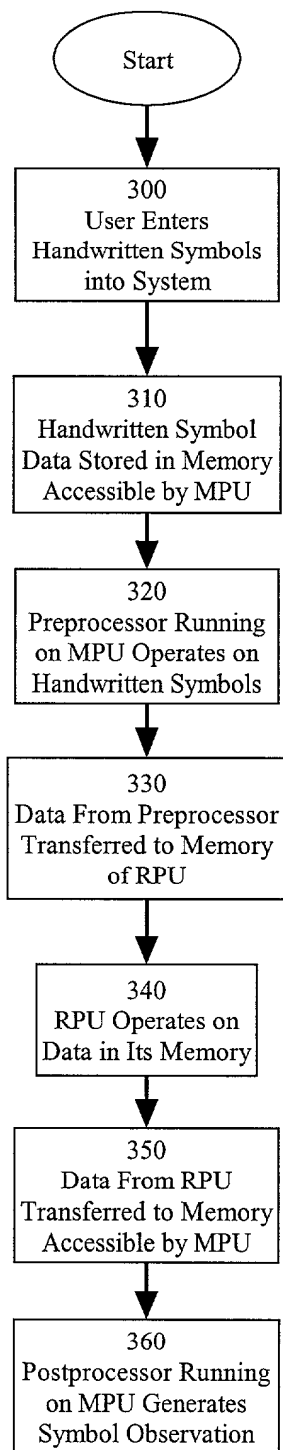 Start
300
User Enters
Handwritten Symbols
into System
310
Handwritten Symbol
Data Stored in Memory
Accessible by MPU
320
Preprocessor Running
on MPU Operates on
Handwritten Symbols
330
Data From Preprocessor
Transferred to Memory
of RPU
340
RPU Operates on
Data in Its Memory
350
Data From RPU
Transferred to Memory
Accessible by MPU
360
Postprocessor Running
on MPU Generates
Symbol Observation